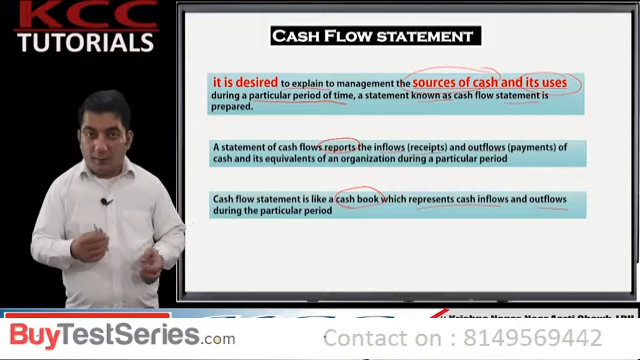 KCC
TUTORIALS
CASH FLOW STATEMENT
it is desired to explain to management the sources of cash and its uses
during a particular period of time, a statement known as cash flow statement is
prepared.
A statement of cash flows reports the inflows (receipts) and outflows (payments) of
cash and its equivalents of an organization during a particular period
Cash flow statement is like a cash book which represents cash inflows and outflows
during the particular period
BuyTestSeries.com
Contact on : 8149569442